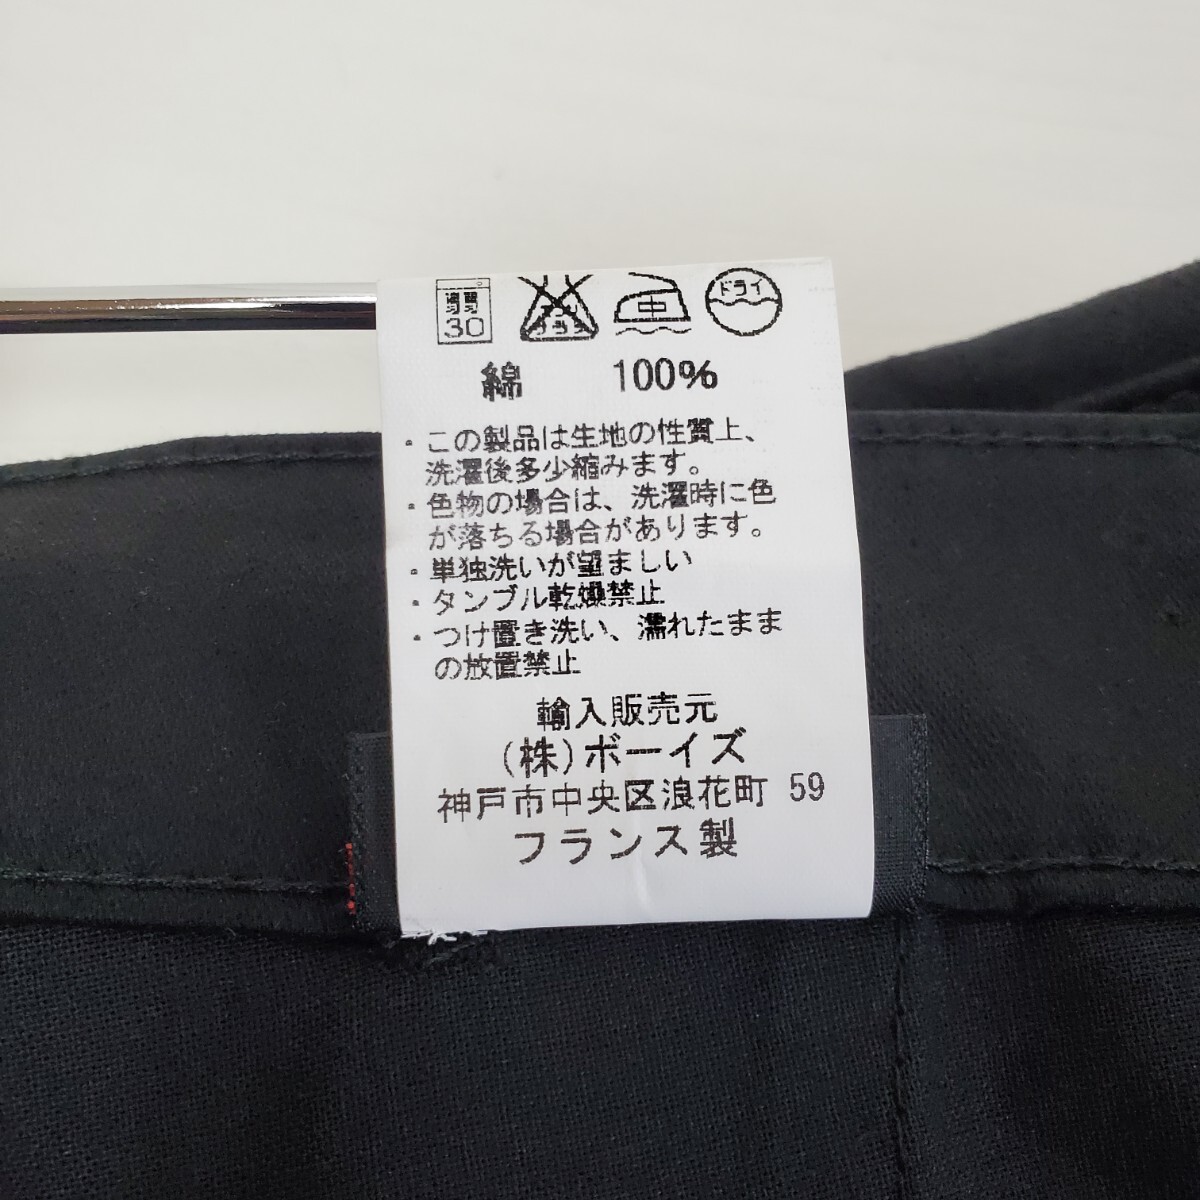 30
ドライ
綿 100%
・この製品は生地の性質上、
洗濯後多少縮みます。
・色物の場合は、洗濯時に色
が落ちる場合があります。
・単独洗いが望ましい
・タンブル乾燥禁止
・つけ置き洗い、濡れたまま
の放置禁止
輸入販売元
(株)ボーイズ
神戸市中央区浪花町 59
フランス製